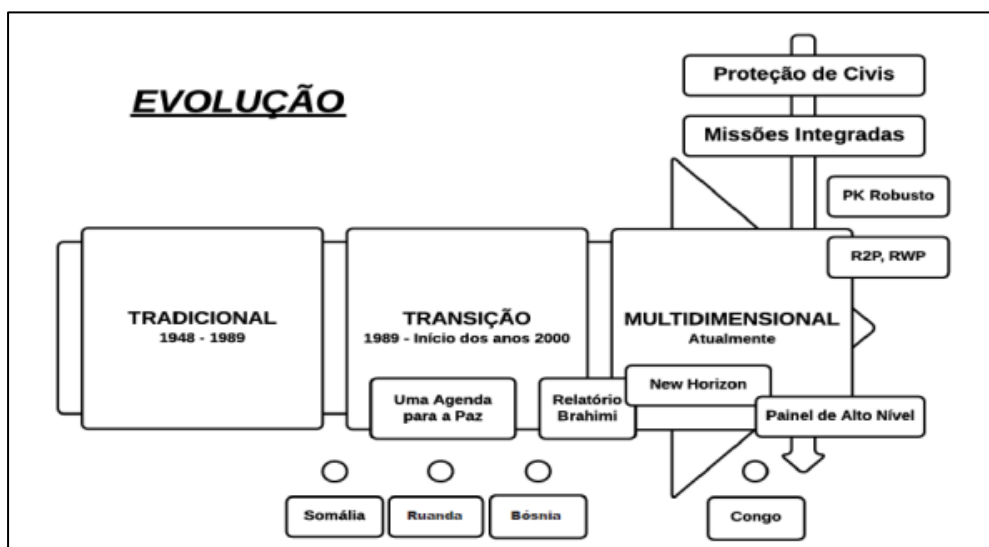 EVOLUÇÃO
Proteção de Civis
Missões Integradas
PK Robusto
R2P, RWP
TRADICIONAL
1948 - 1989
TRANSIÇÃO
1989 - Início dos anos 2000
MULTIDIMENSIONAL
Atualmente
Uma Agenda
para a Paz
Relatório
Brahimi
New Horizon
Painel de Alto Nível
Somália
Ruanda
Bósnia
Congo